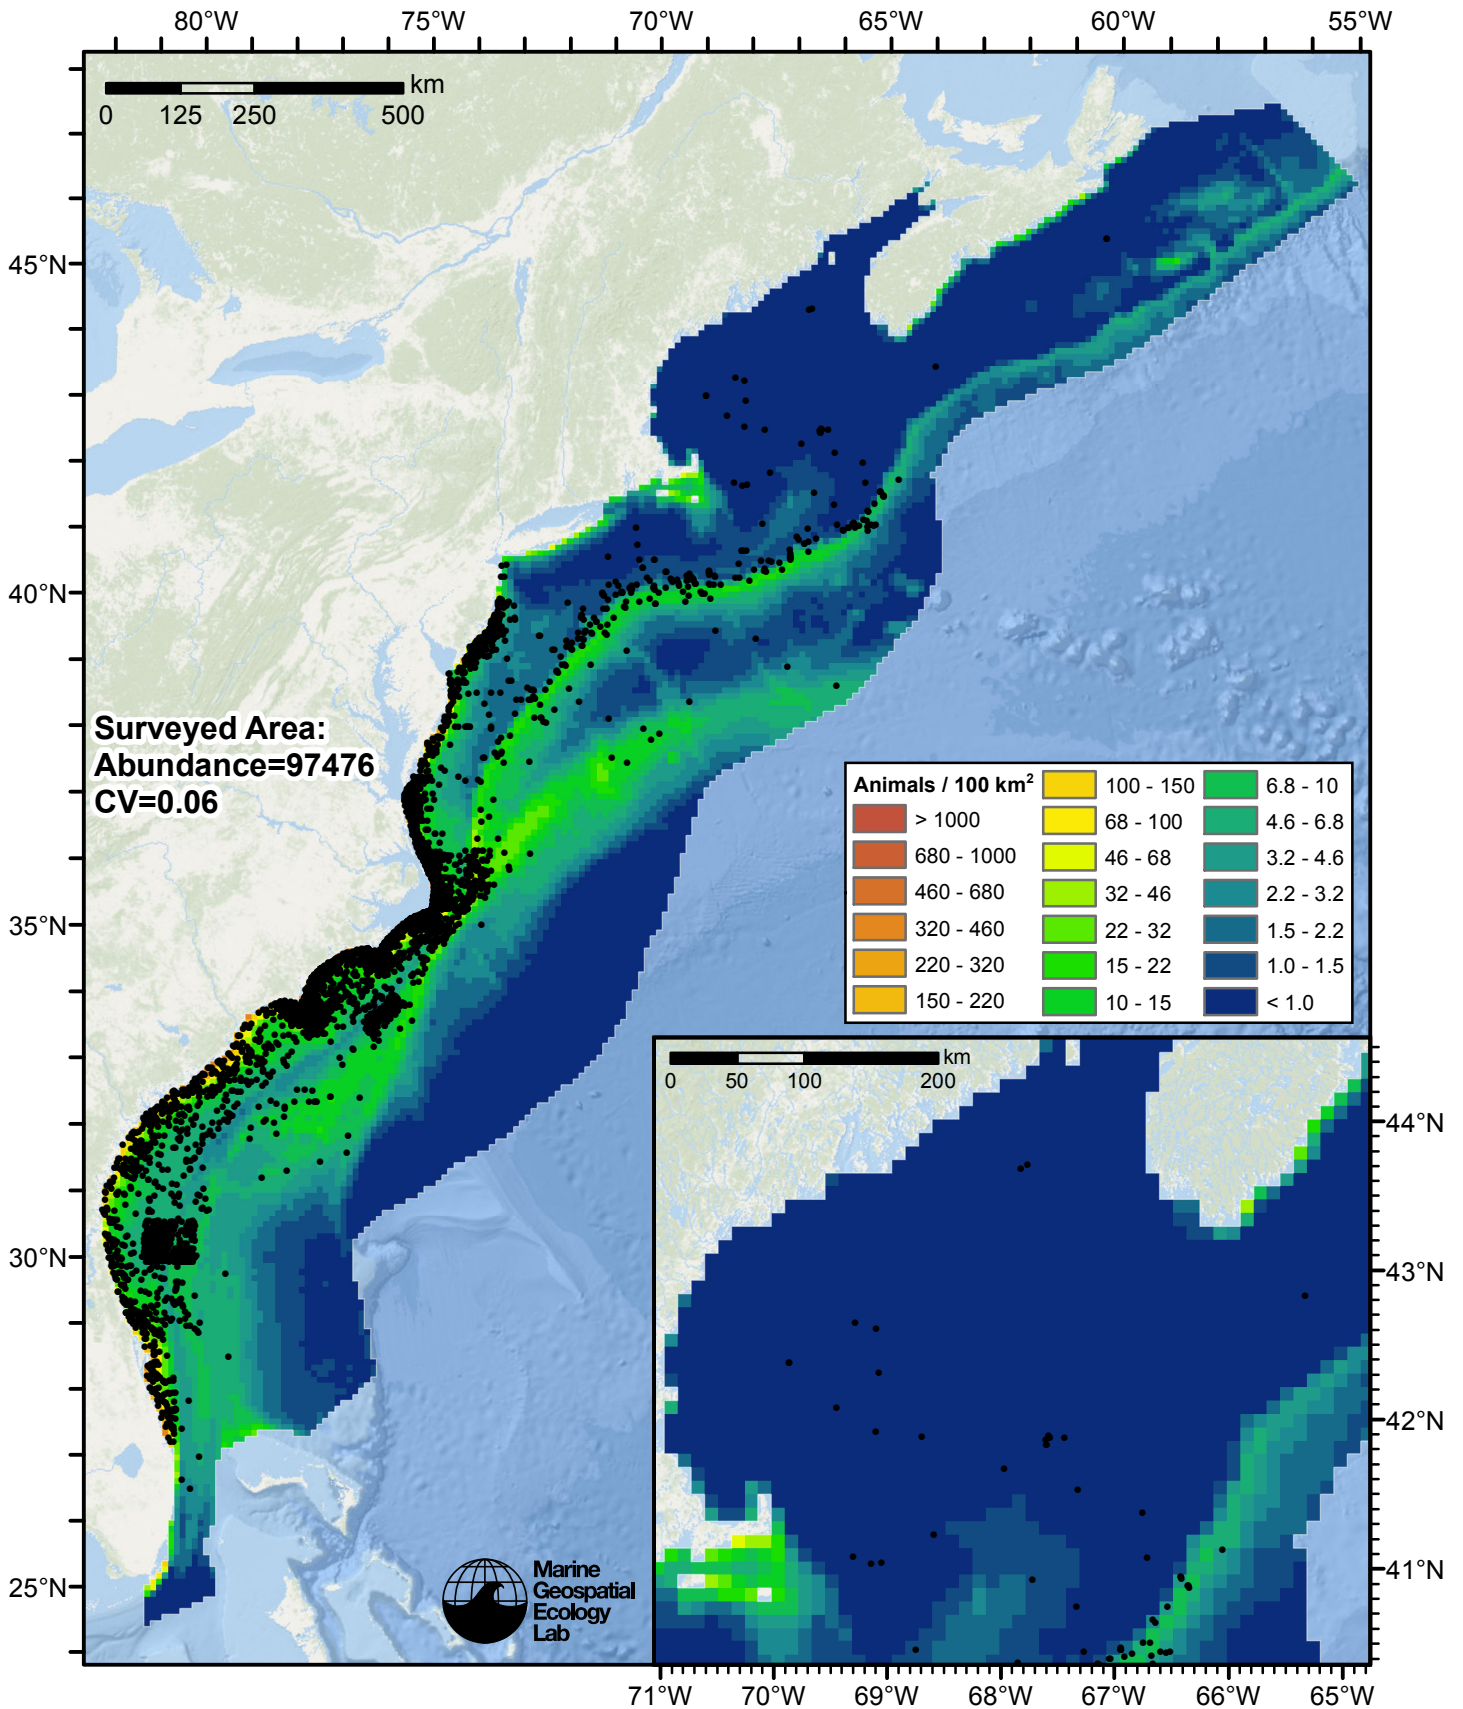 80°W 75°W 70°W 65°W 60°W 55°W
km
0 125 250 500
45°N
40°N
35°N
30°N
25°N
Surveyed Area:
Abundance=97476
CV=0.06
Animals / 100 km²
> 1000
680 - 1000
460 - 680
320 - 460
220 - 320
150 - 220
100 - 150
68 - 100
46 - 68
32 - 46
22 - 32
15 - 22
10 - 15
6.8 - 10
4.6 - 6.8
3.2 - 4.6
2.2 - 3.2
1.5 - 2.2
1.0 - 1.5
< 1.0
km
0 50 100 200
44°N
43°N
42°N
41°N
Marine
Geospatial
Ecology
Lab
71°W 70°W 69°W 68°W 67°W 66°W 65°W